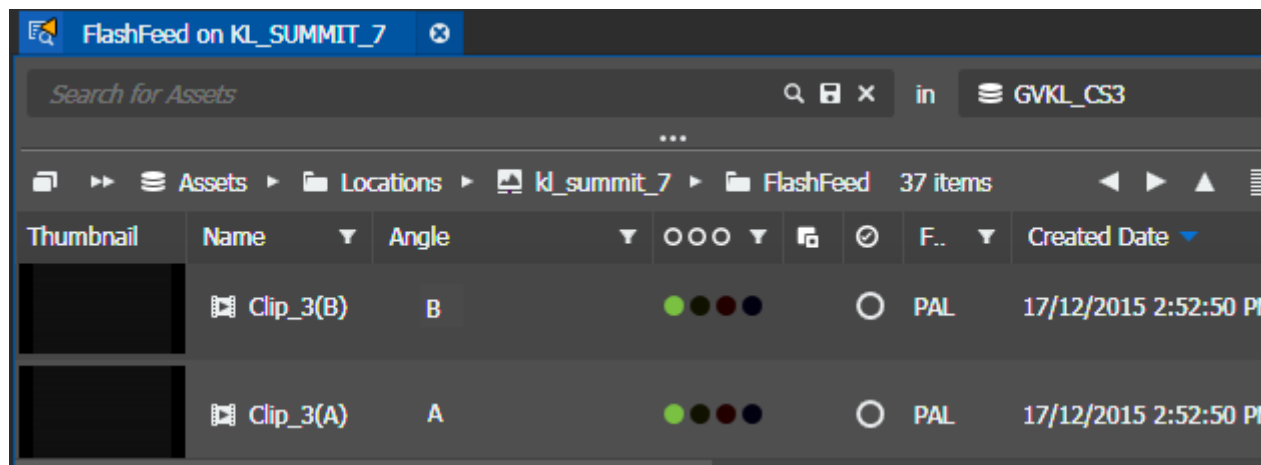 FlashFeed on KL_SUMMIT_7
Search for Assets in GVKL_CS3
Assets Locations kl_summit_7 FlashFeed 37 items
Thumbnail Name Angle F.. Created Date
Clip_3(B) B PAL 17/12/2015 2:52:50 P
Clip_3(A) A PAL 17/12/2015 2:52:50 P